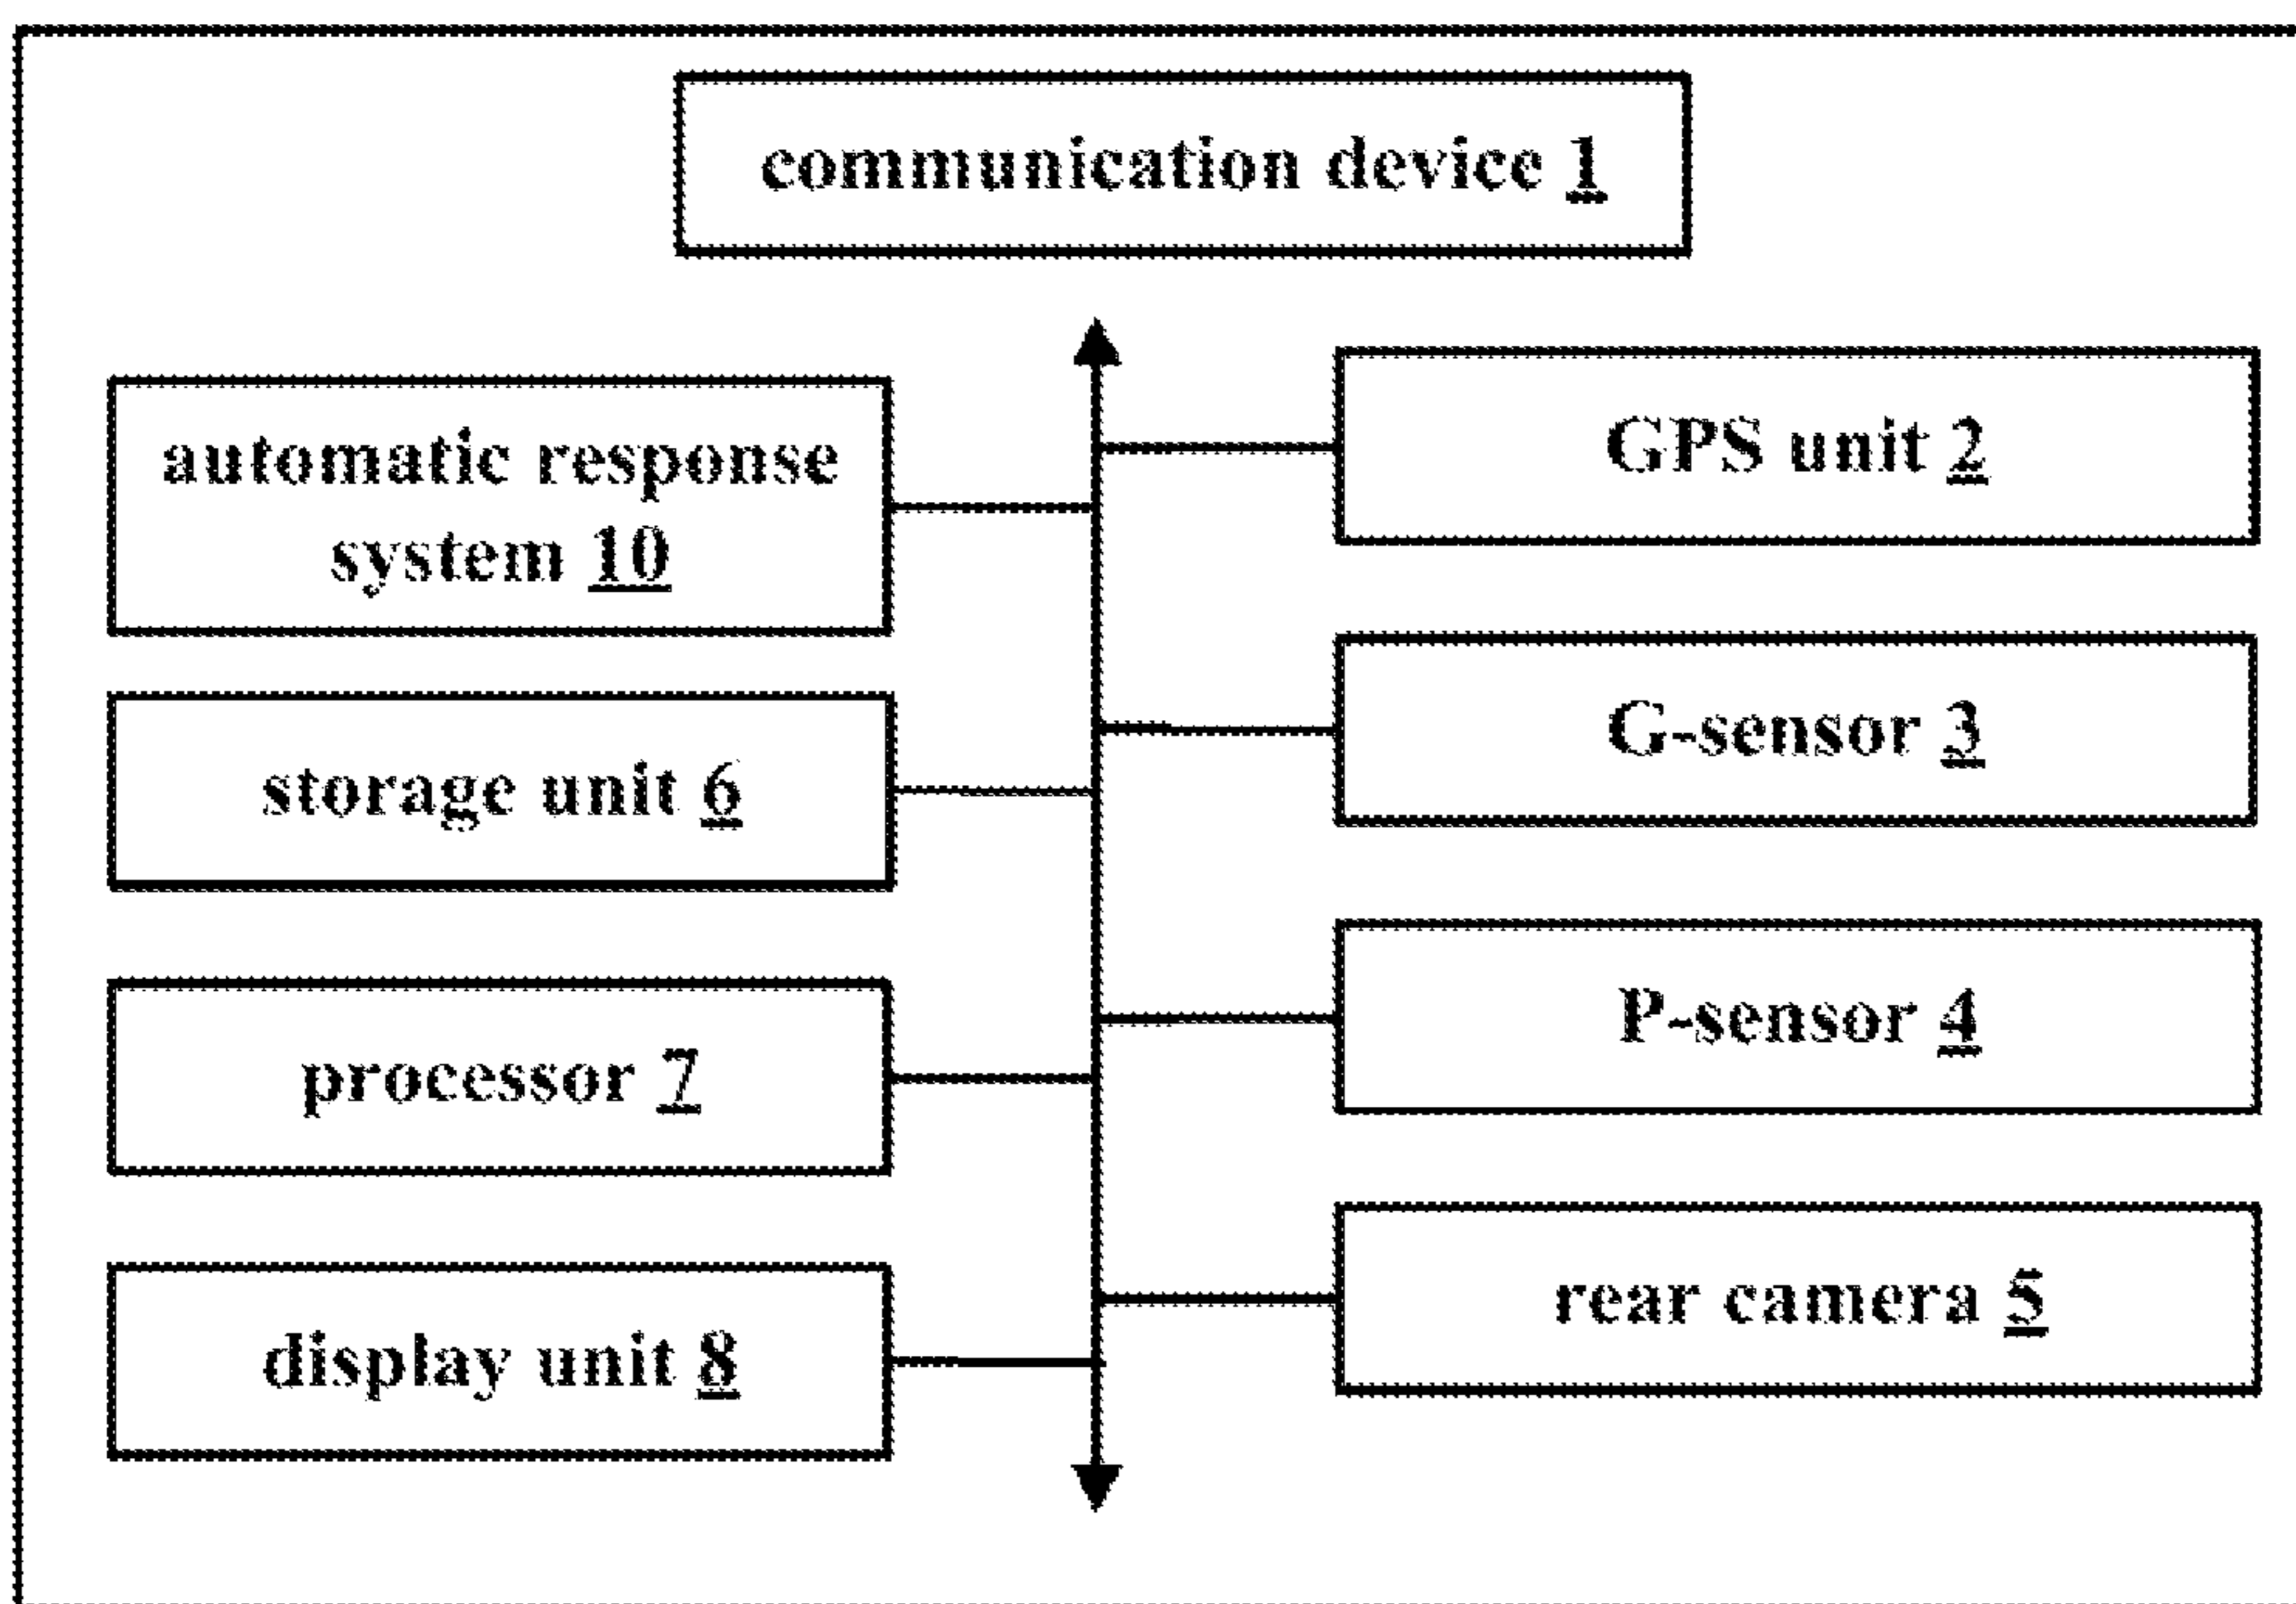 communication device 1
automatic response
system 10
storage unit 6
processor 7
display unit 8
GPS unit 2
G-sensor 3
P-sensor 4
rear camera 5